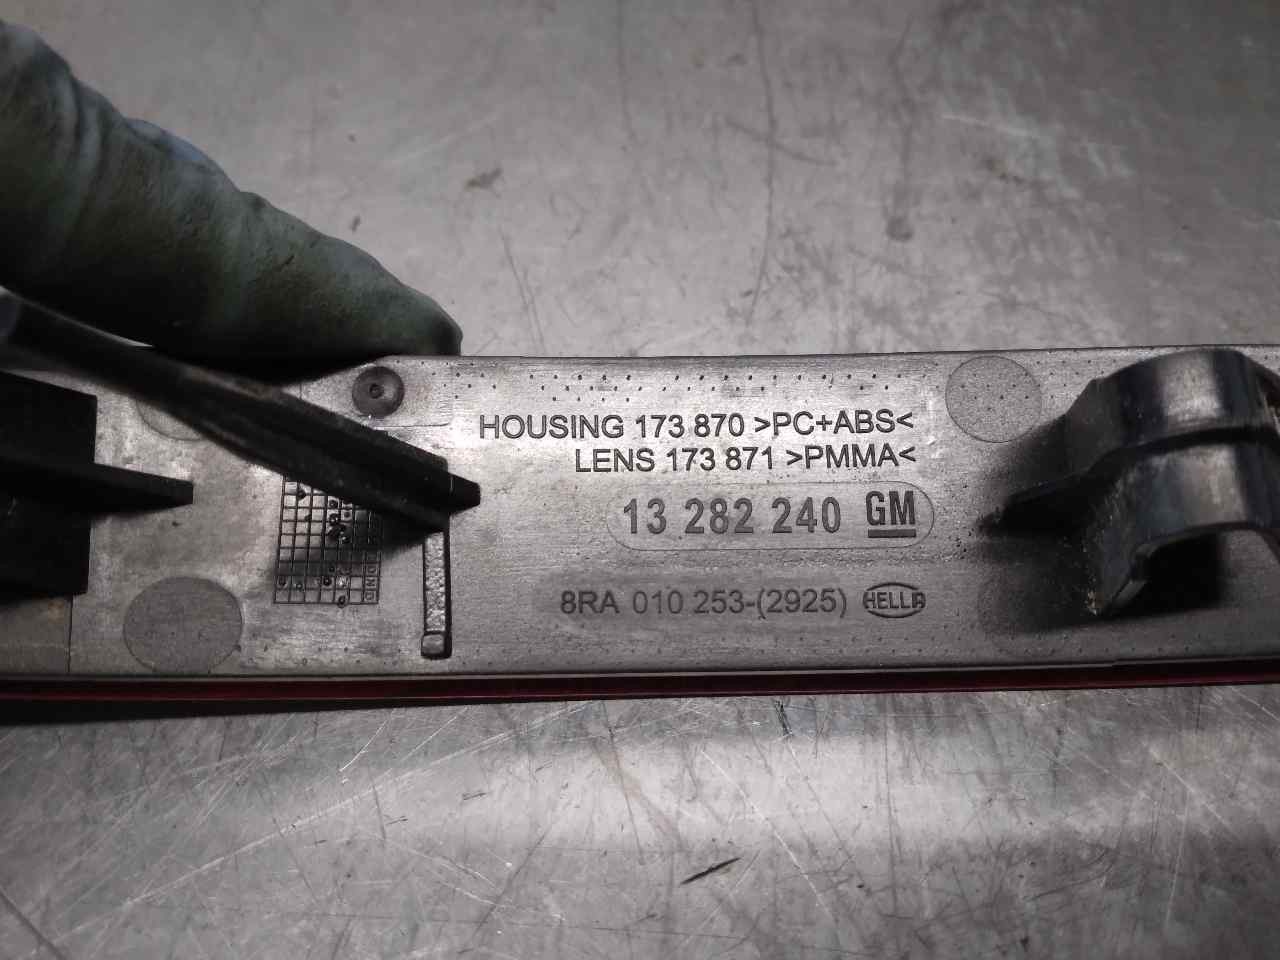 HOUSING 173 870 >PC+ABS<
LENS 173 871 >PMMA<
13 282 240 GM
8RA 010 253-(2925) HELLA